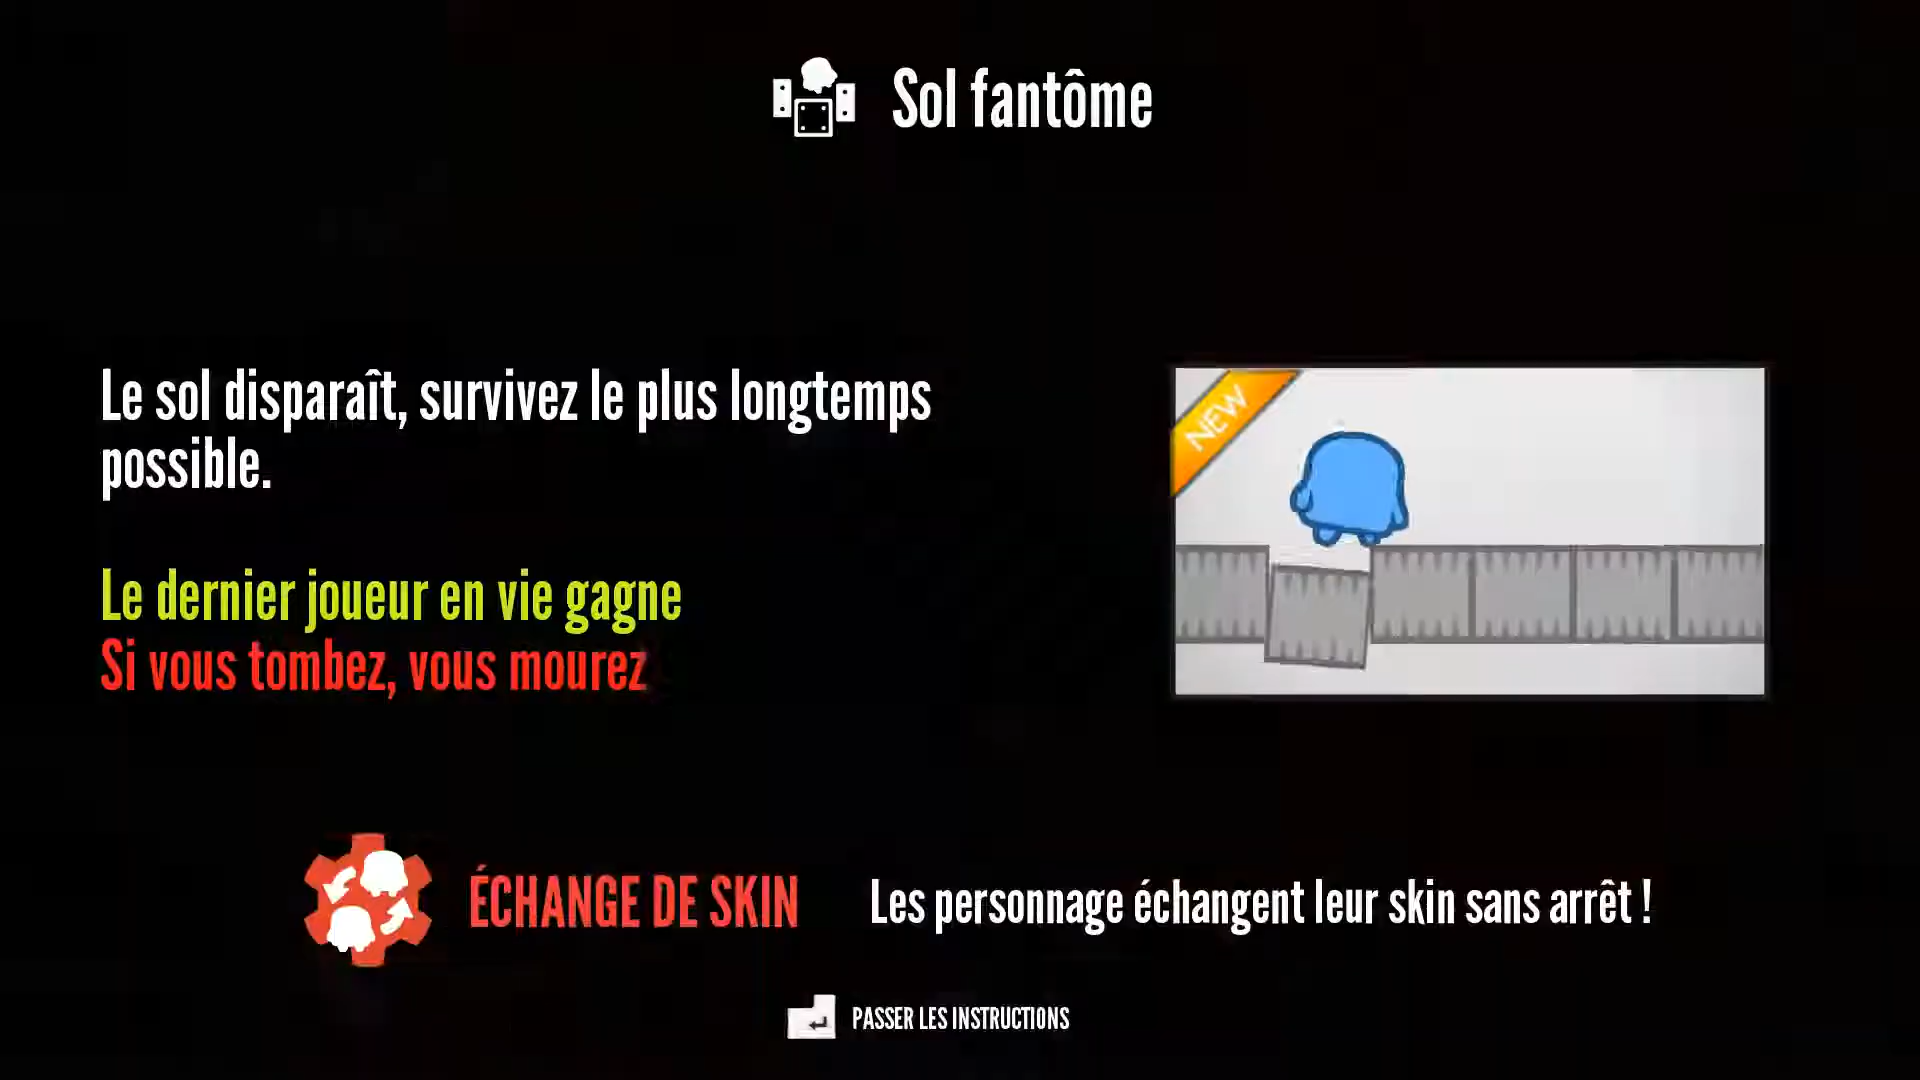 Sol fantôme
Le sol disparaît, survivez le plus longtemps
possible.
Le dernier joueur en vie gagne
Si vous tombez, vous mourez
NEW
ÉCHANGE DE SKIN
Les personnage échangent leur skin sans arrêt !
PASSER LES INSTRUCTIONS